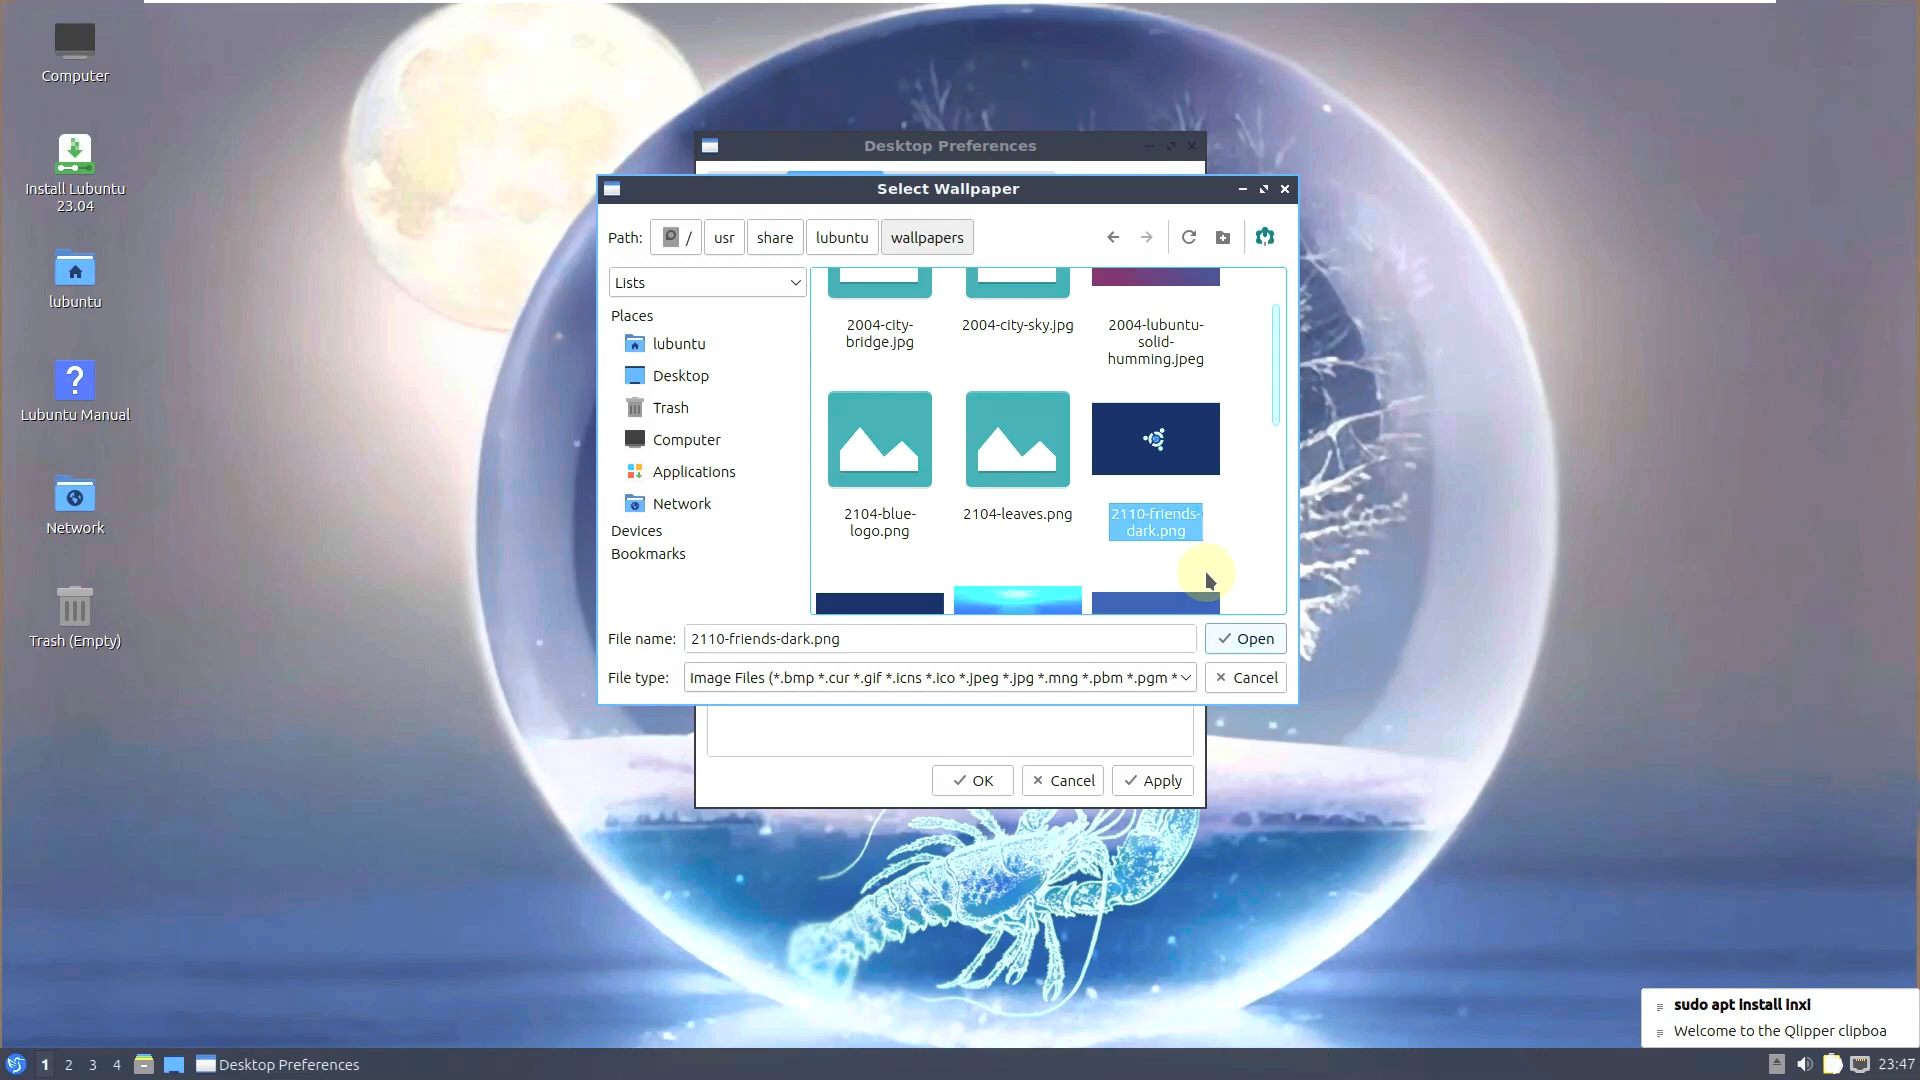 Computer
Install Lubuntu
23.04
lubuntu
?
Lubuntu Manual
Network
Trash (Empty)
Desktop Preferences
Select Wallpaper
Path:
/
usr
share
lubuntu
wallpapers
Lists
Places
lubuntu
Desktop
Trash
Computer
Applications
Network
Devices
Bookmarks
2004-city-
bridge.jpg
2004-city-sky.jpg
2004-lubuntu-
solid-
humming.jpeg
2104-blue-
logo.png
2104-leaves.png
2110-friends-
dark.png
File name:
2110-friends-dark.png
Open
File type:
Image Files (*.bmp *.cur *.gif *.icns *.ico *.jpeg *.jpg *.mng *.pbm *.pgm *
Cancel
OK
Cancel
Apply
sudo apt install inxi
Welcome to the Qlipper clipboa
1
2
3
4
Desktop Preferences
23:47